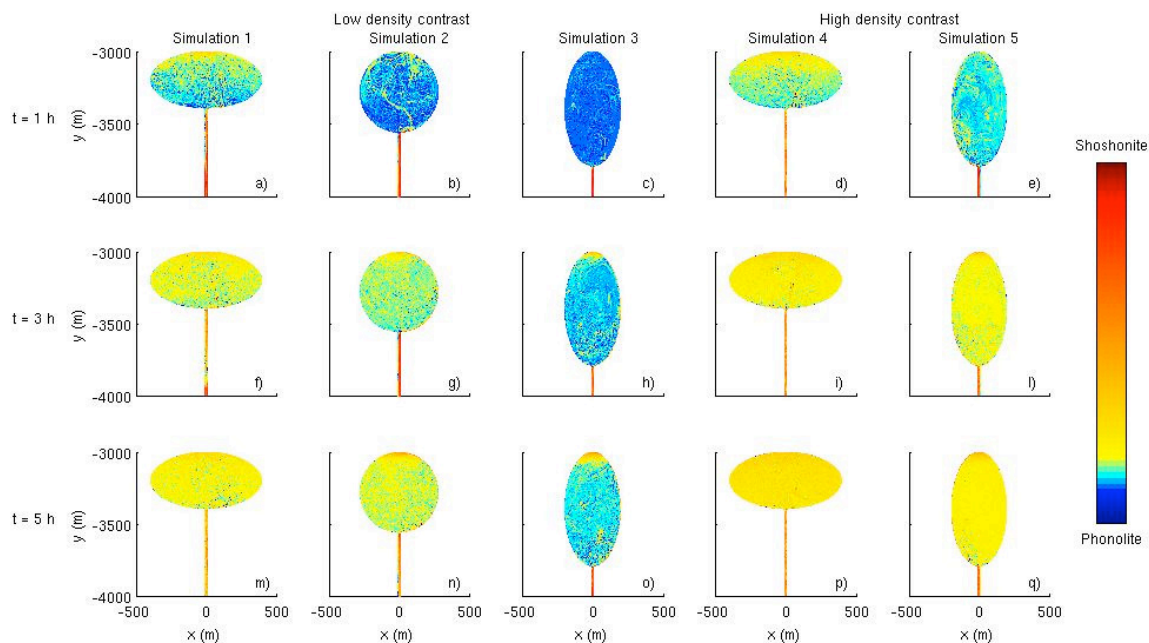 Low density contrast
High density contrast
Simulation 1
Simulation 2
Simulation 3
Simulation 4
Simulation 5
t = 1 h
y (m)
-3000
-3500
-4000
a)
b)
c)
d)
e)
Shoshonite
t = 3 h
y (m)
-3000
-3500
-4000
f)
g)
h)
i)
l)
Phonolite
t = 5 h
y (m)
-3000
-3500
-4000
m)
n)
o)
p)
q)
-500 0 500
-500 0 500
-500 0 500
-500 0 500
-500 0 500
x (m)
x (m)
x (m)
x (m)
x (m)